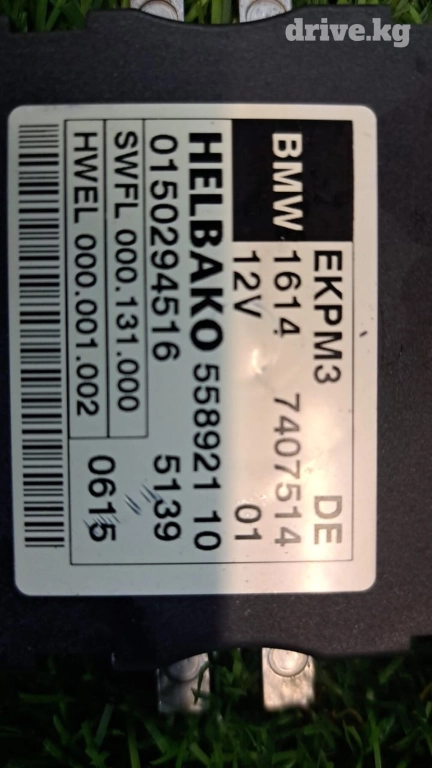 drive.kg
EKPM3 DE
BMW 1614 7407514
12V 01
HELBAKO 558921 10
0150294516 5139
SWFL 000.131.000
HWEL 000.001.002 0615